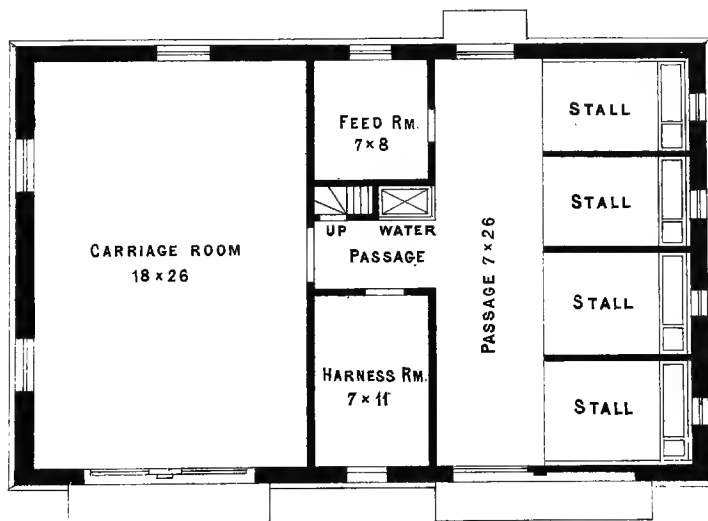 FEED RM.
7 × 8
STALL
STALL
UP WATER
PASSAGE
CARRIAGE ROOM
18 × 26
PASSAGE 7 × 26
STALL
HARNESS RM.
7 × 11
STALL